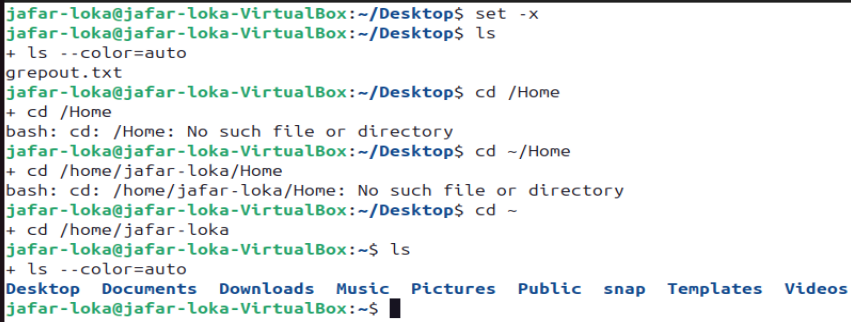 jafar-loka@jafar-loka-VirtualBox:~/Desktop$ set -x
jafar-loka@jafar-loka-VirtualBox:~/Desktop$ ls
+ ls --color=auto
grepout.txt
jafar-loka@jafar-loka-VirtualBox:~/Desktop$ cd /Home
+ cd /Home
bash: cd: /Home: No such file or directory
jafar-loka@jafar-loka-VirtualBox:~/Desktop$ cd ~/Home
+ cd /home/jafar-loka/Home
bash: cd: /home/jafar-loka/Home: No such file or directory
jafar-loka@jafar-loka-VirtualBox:~/Desktop$ cd ~
+ cd /home/jafar-loka
jafar-loka@jafar-loka-VirtualBox:~$ ls
+ ls --color=auto
Desktop  Documents  Downloads  Music  Pictures  Public  snap  Templates  Videos
jafar-loka@jafar-loka-VirtualBox:~$